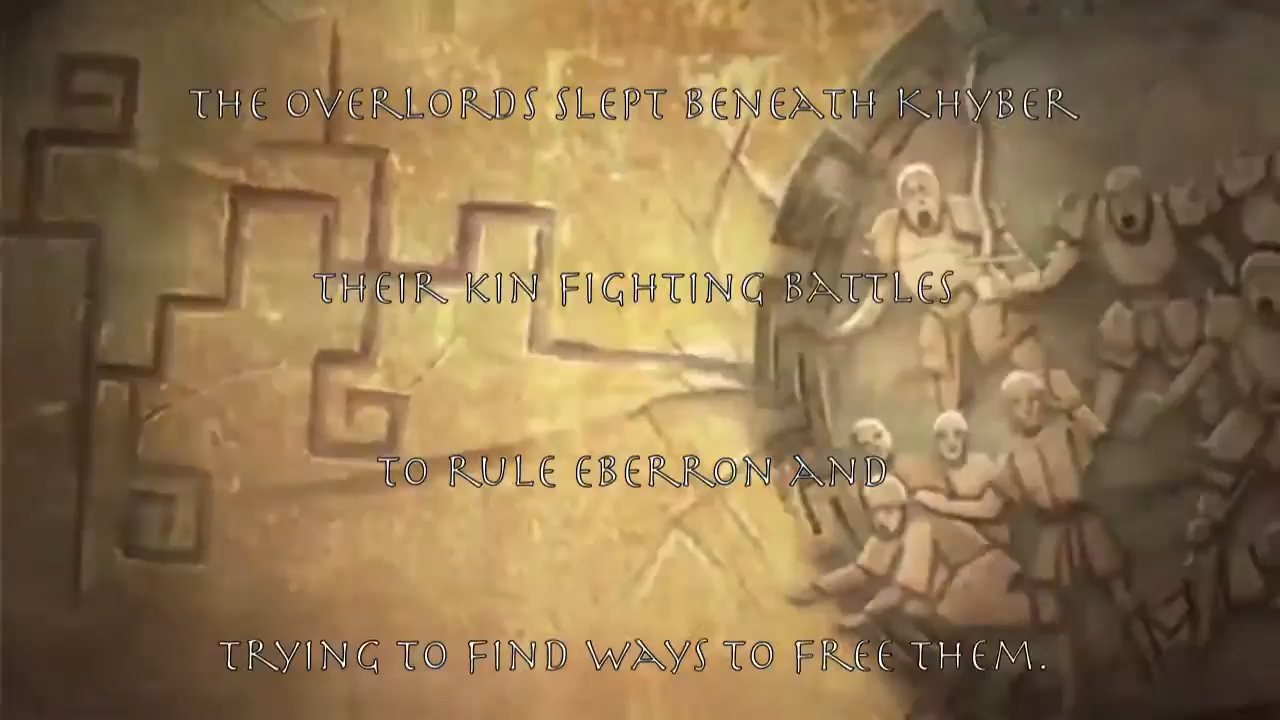 THE OVERLORDS SLEPT BENEATH KHYBER
THEIR KIN FIGHTING BATTLES
TO RULE EBERRON AND
TRYING TO FIND WAYS TO FREE THEM.